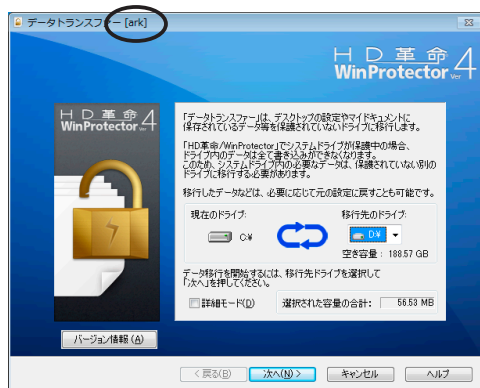 データトランスファー [ark]
HD革命
WinProtector Ver 4
HD革命
WinProtector Ver 4
7
「データトランスファー」は、デスクトップの設定やマイドキュメントに
保存されているデータ等を保護されていないドライブに移行します。
「HD革命/WinProtector」でシステムドライブが保護中の場合、
ドライブ内のデータは全て書き込みができなくなります。
このため、システムドライブ内の必要なデータは、保護されていない別の
ドライブに移行する必要があります。
移行したデータなどは、必要に応じて元の設定に戻すことも可能です。
現在のドライブ: 移行先のドライブ:
C:¥ D:¥
空き容量: 188.57 GB
データ移行を開始するには、移行先ドライブを選択して
「次へ」を押してください。
詳細モード(D) 選択された容量の合計: 56.53 MB
バージョン情報(A)
< 戻る(B) 次へ(N) > キャンセル ヘルプ